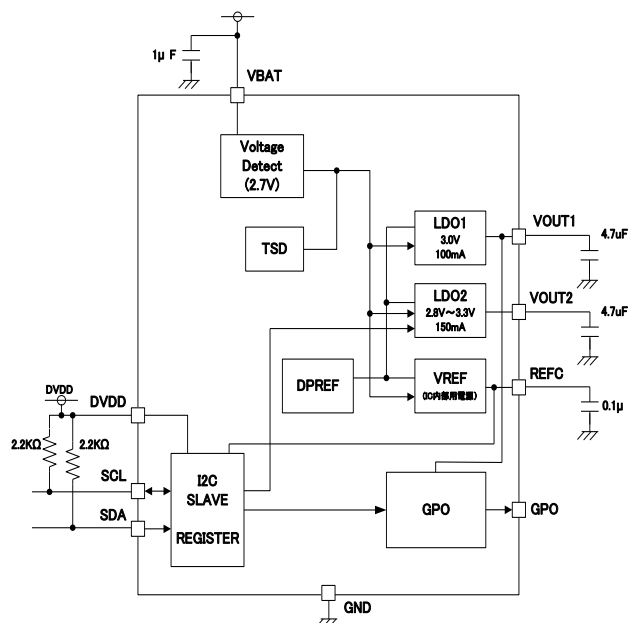 1μ F
VBAT
Voltage
Detect
(2.7V)
TSD
LDO1
3.0V
100mA
VOUT1
4.7uF
LDO2
2.8V～3.3V
150mA
VOUT2
4.7uF
DPREF
VREF
(IC内部用電源)
REFC
0.1μ
DVDD
DVDD
2.2KΩ
2.2KΩ
SCL
SDA
I2C
SLAVE
REGISTER
GPO
GPO
GND